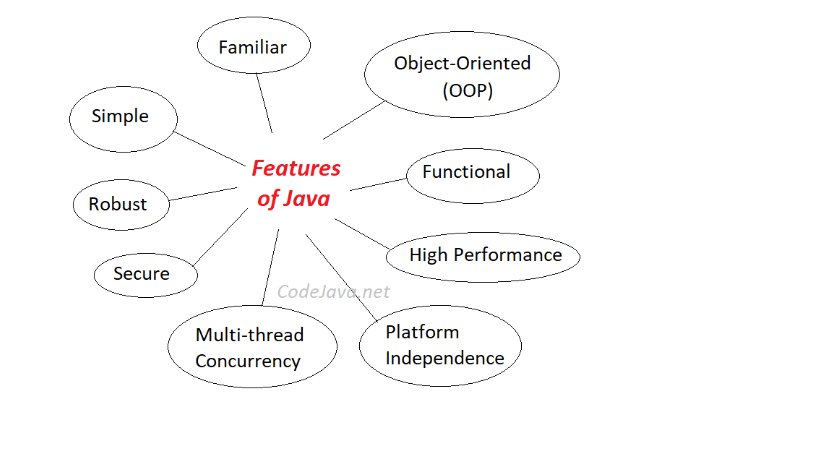 Familiar
Object-Oriented
(OOP)
Simple
Features
of Java
Functional
Robust
High Performance
Secure
CodeJava.net
Multi-thread
Concurrency
Platform
Independence